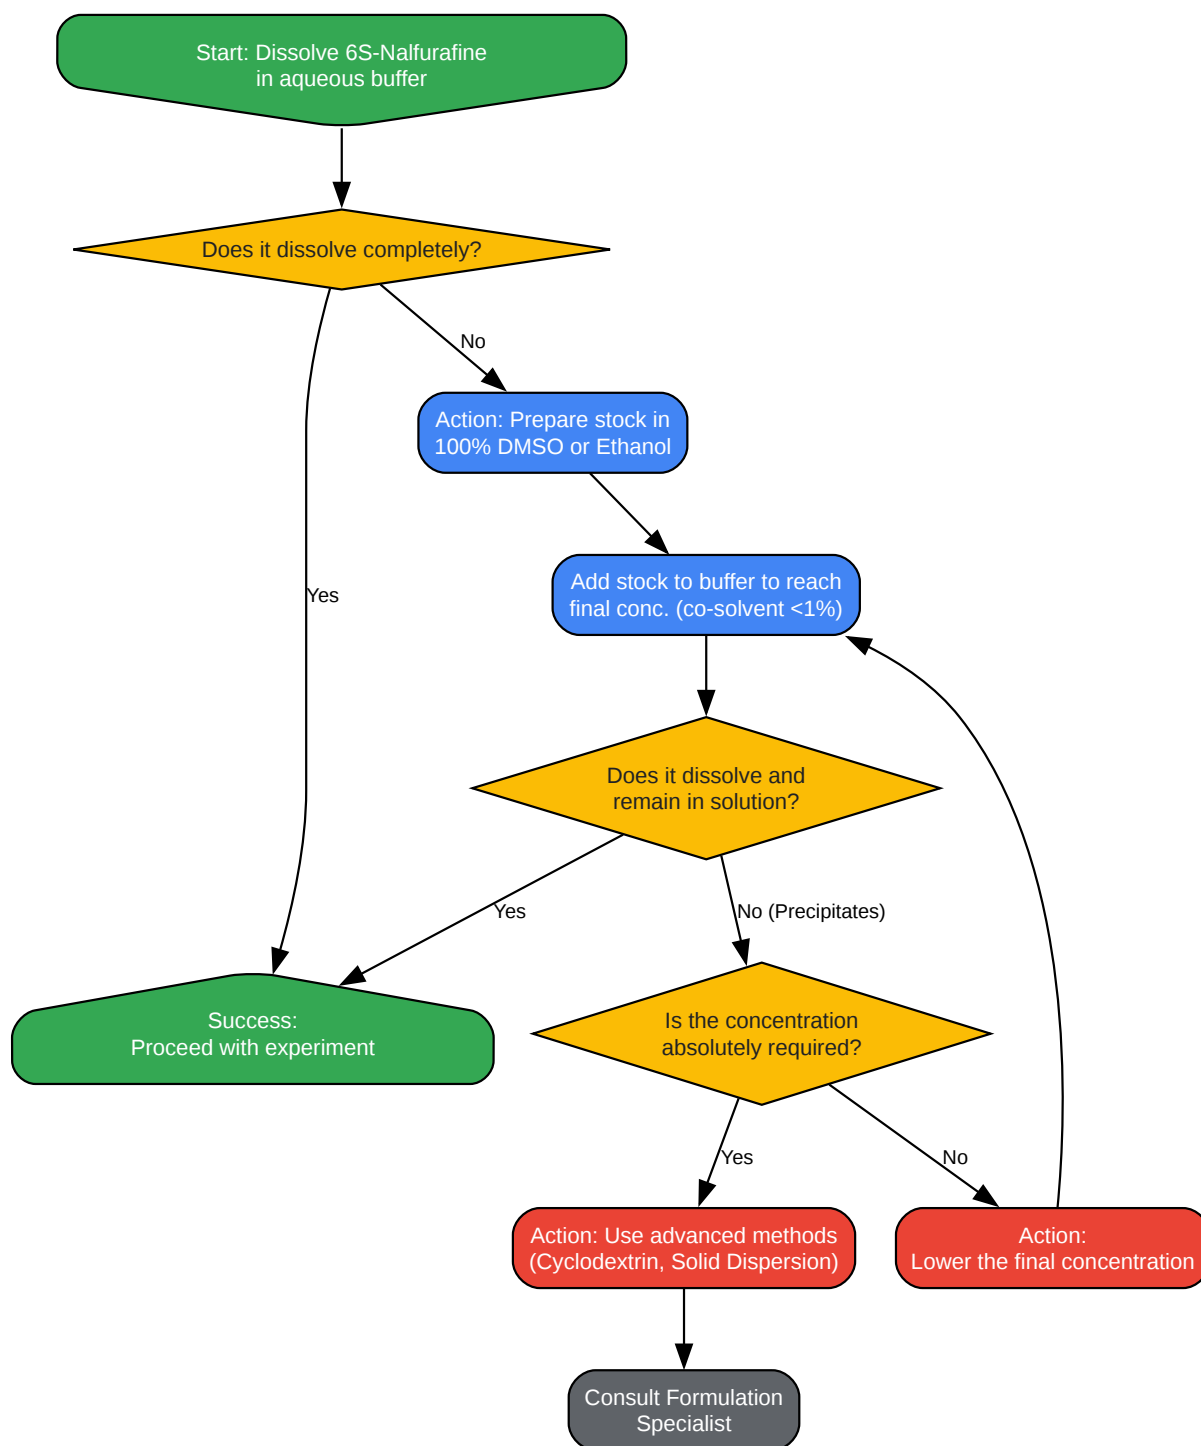 Start: Dissolve 6S-Nalfurafine
in aqueous buffer
Does it dissolve completely?
No
Action: Prepare stock in
100% DMSO or Ethanol
Add stock to buffer to reach
final conc. (co-solvent <1%)
Yes
Does it dissolve and
remain in solution?
Yes
No (Precipitates)
Success:
Proceed with experiment
Is the concentration
absolutely required?
Yes
No
Action: Use advanced methods
(Cyclodextrin, Solid Dispersion)
Action:
Lower the final concentration
Consult Formulation
Specialist